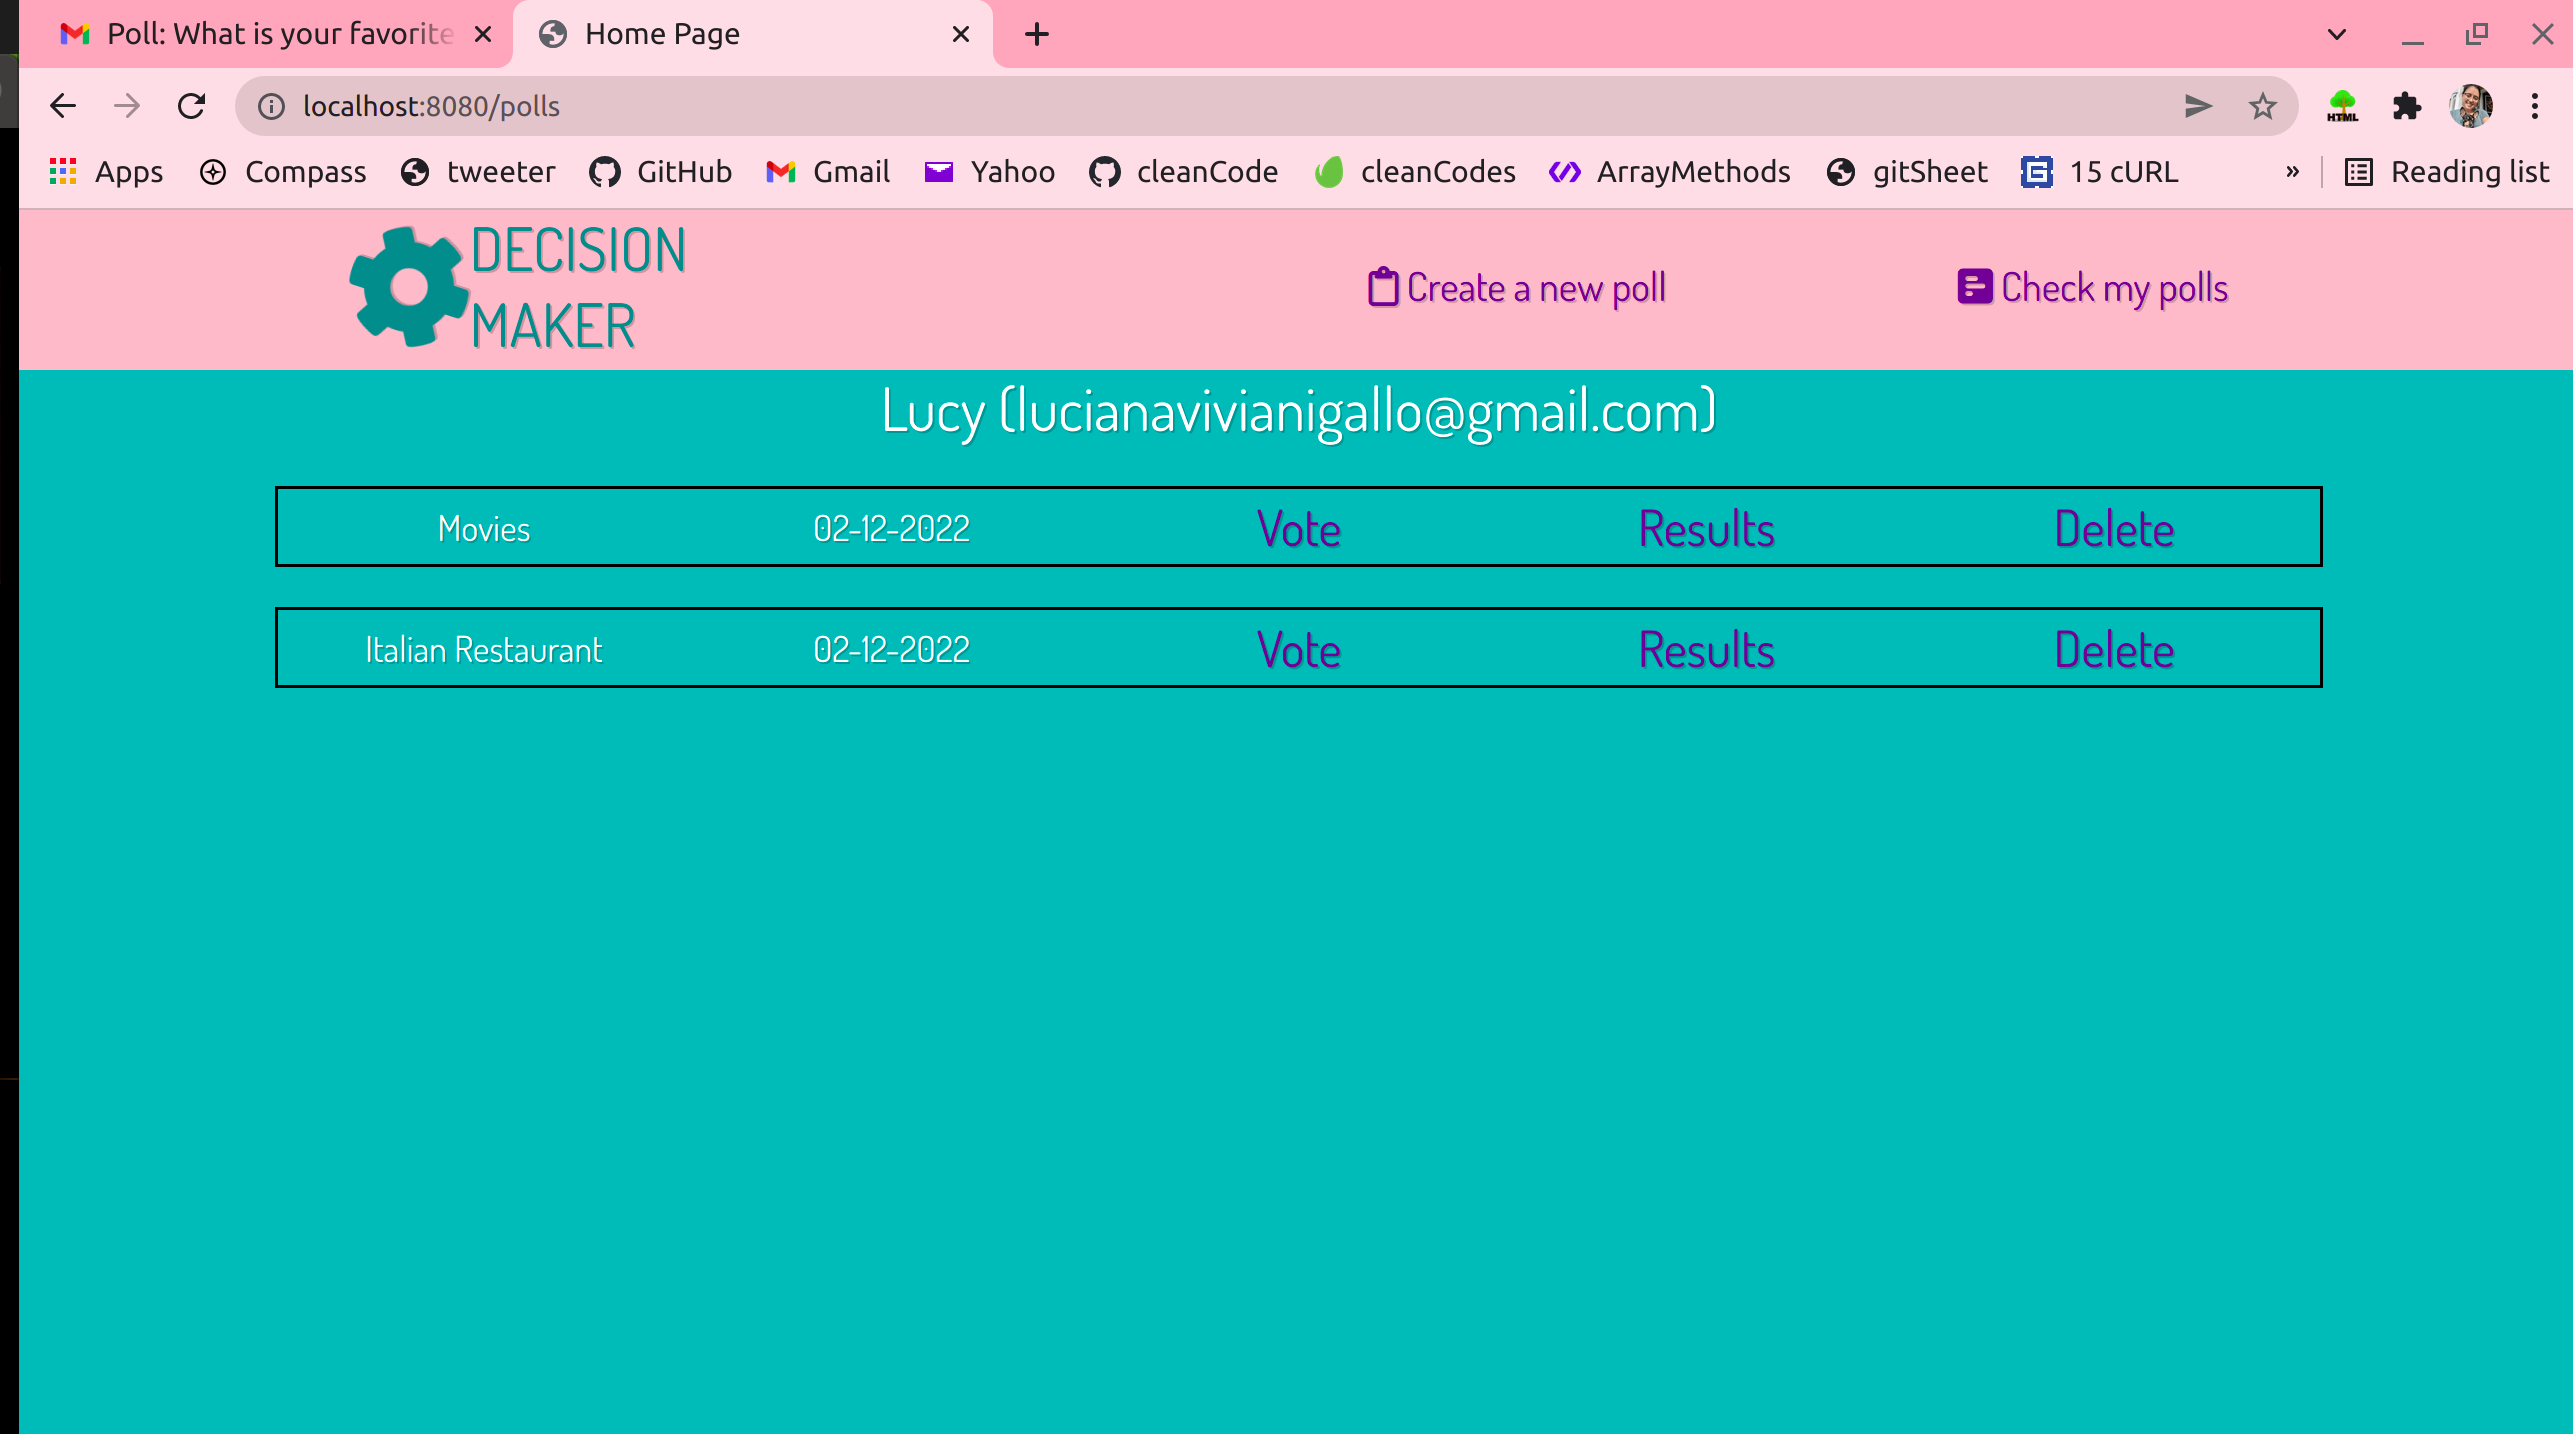 Poll: What is your favorite
Home Page
localhost:8080/polls
HTML
Apps
Compass
tweeter
GitHub
Gmail
Yahoo
cleanCode
cleanCodes
ArrayMethods
gitSheet
15 cURL
»
Reading list
DECISION
MAKER
Create a new poll
Check my polls
Lucy (lucianavivianigallo@gmail.com)
Movies 02-12-2022 Vote Results Delete
Italian Restaurant 02-12-2022 Vote Results Delete